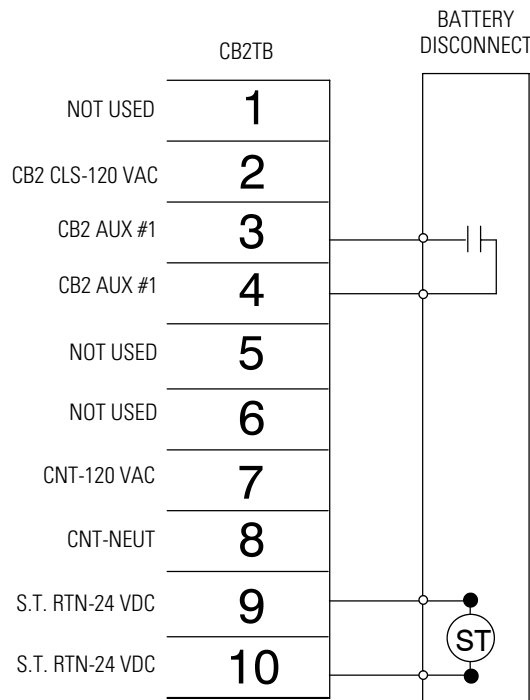 BATTERY
DISCONNECT
CB2TB
NOT USED 1
CB2 CLS-120 VAC 2
CB2 AUX #1 3
CB2 AUX #1 4
NOT USED 5
NOT USED 6
CNT-120 VAC 7
CNT-NEUT 8
S.T. RTN-24 VDC 9
S.T. RTN-24 VDC 10
ST